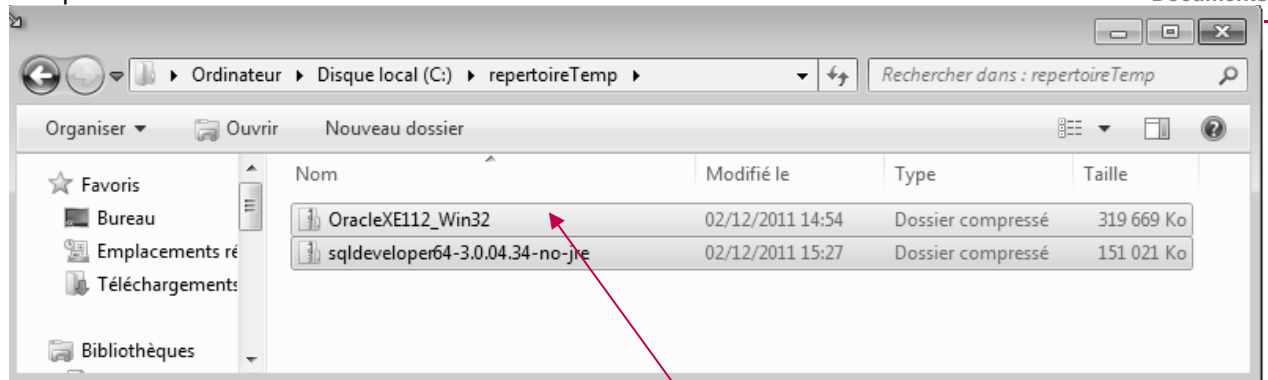 Ordinateur ▸ Disque local (C:) ▸ repertoireTemp ▸ Rechercher dans : repertoireTemp
Organiser Ouvrir Nouveau dossier
Favoris Nom Modifié le Type Taille
Bureau OracleXE112_Win32 02/12/2011 14:54 Dossier compressé 319 669 Ko
Emplacements ré sqldeveloper64-3.0.04.34-no-jre 02/12/2011 15:27 Dossier compressé 151 021 Ko
Téléchargements
Bibliothèques